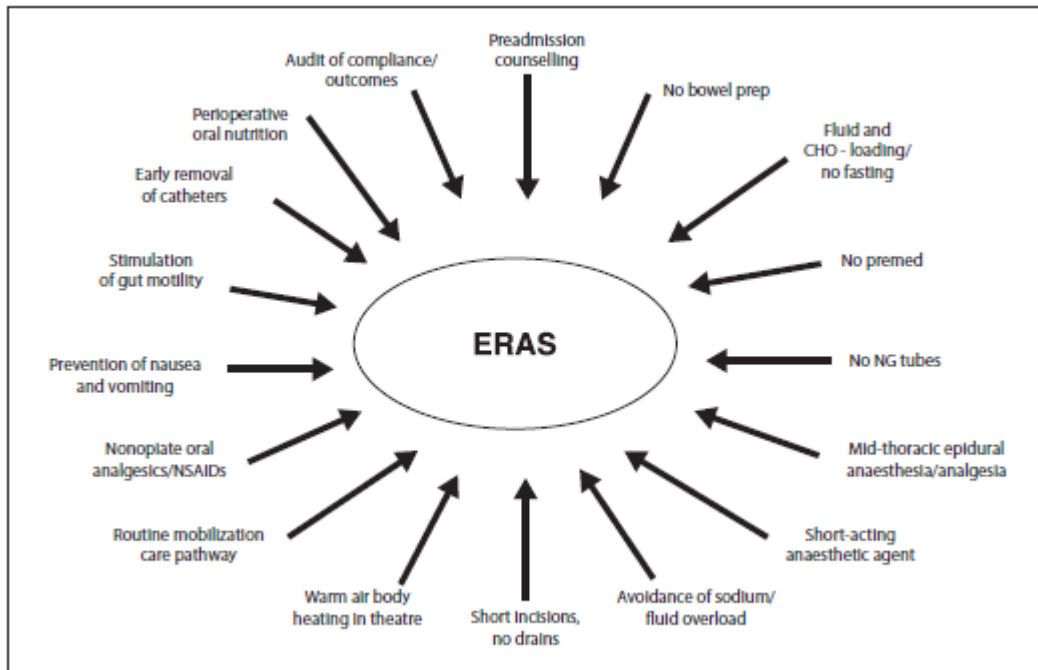 Preadmission
counselling
No bowel prep
Fluid and
CHO - loading/
no fasting
No premed
No NG tubes
Mid-thoracic epidural
anaesthesia/analgesia
Short-acting
anaesthetic agent
Avoidance of sodium/
fluid overload
Short incisions,
no drains
Warm air body
heating in theatre
Routine mobilization
care pathway
Nonopiate oral
analgesics/NSAIDs
Prevention of nausea
and vomiting
Stimulation
of gut motility
Early removal
of catheters
Perioperative
oral nutrition
Audit of compliance/
outcomes
ERAS